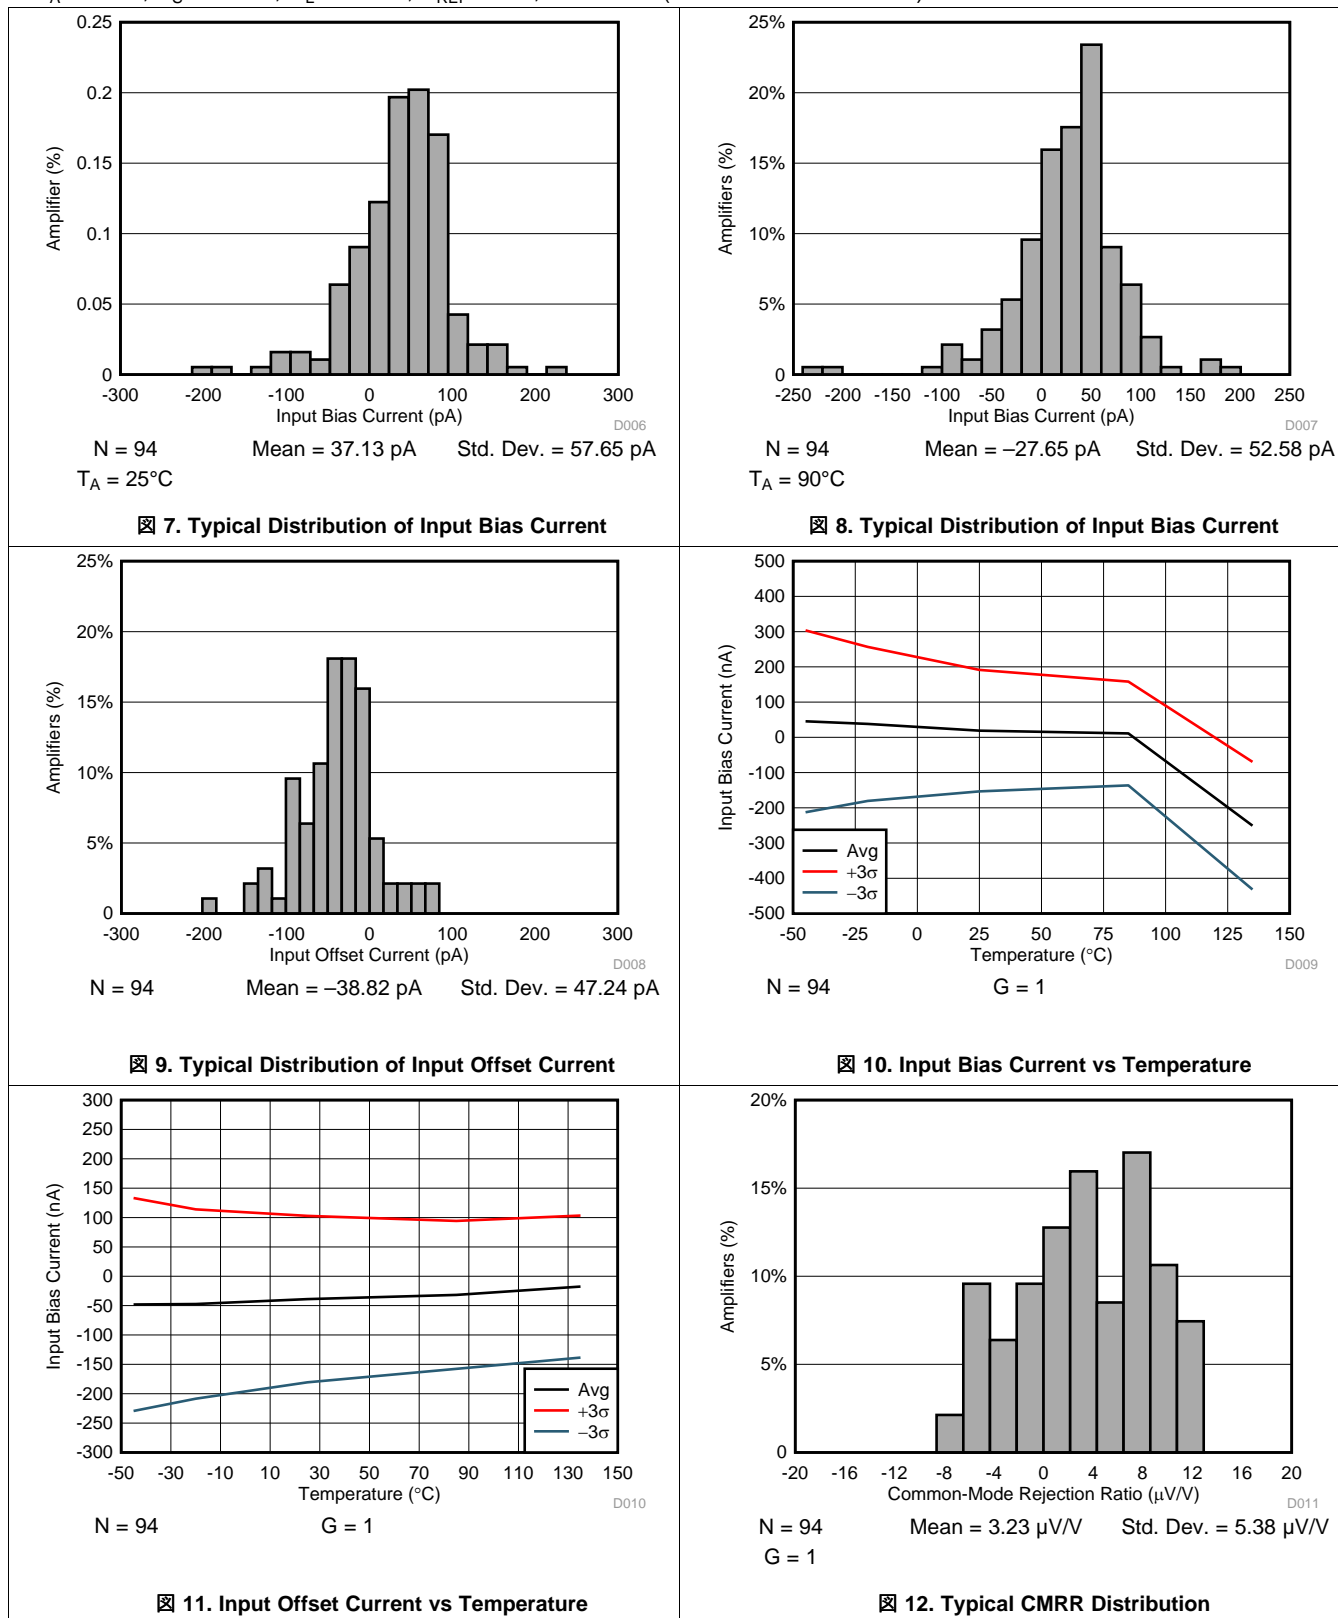 0.25
0.2
0.15
0.1
0.05
0
Amplifier (%)
-300 -200 -100 0 100 200 300
Input Bias Current (pA)
D006
N = 94 Mean = 37.13 pA Std. Dev. = 57.65 pA
TA = 25°C
図 7. Typical Distribution of Input Bias Current
25%
20%
15%
10%
5%
0
Amplifiers (%)
-250 -200 -150 -100 -50 0 50 100 150 200 250
Input Bias Current (pA)
D007
N = 94 Mean = –27.65 pA Std. Dev. = 52.58 pA
TA = 90°C
図 8. Typical Distribution of Input Bias Current
25%
20%
15%
10%
5%
0
Amplifiers (%)
-300 -200 -100 0 100 200 300
Input Offset Current (pA)
D008
N = 94 Mean = –38.82 pA Std. Dev. = 47.24 pA
図 9. Typical Distribution of Input Offset Current
500
400
300
200
100
0
-100
-200
-300
-400
-500
Input Bias Current (nA)
Avg
+3σ
–3σ
-50 -25 0 25 50 75 100 125 150
Temperature (°C)
D009
N = 94 G = 1
図 10. Input Bias Current vs Temperature
300
250
200
150
100
50
0
-50
-100
-150
-200
-250
-300
Input Bias Current (nA)
Avg
+3σ
–3σ
-50 -30 -10 10 30 50 70 90 110 130 150
Temperature (°C)
D010
N = 94 G = 1
図 11. Input Offset Current vs Temperature
20%
15%
10%
5%
0
Amplifiers (%)
-20 -16 -12 -8 -4 0 4 8 12 16 20
Common-Mode Rejection Ratio (μV/V)
D011
N = 94 Mean = 3.23 μV/V Std. Dev. = 5.38 μV/V
G = 1
図 12. Typical CMRR Distribution